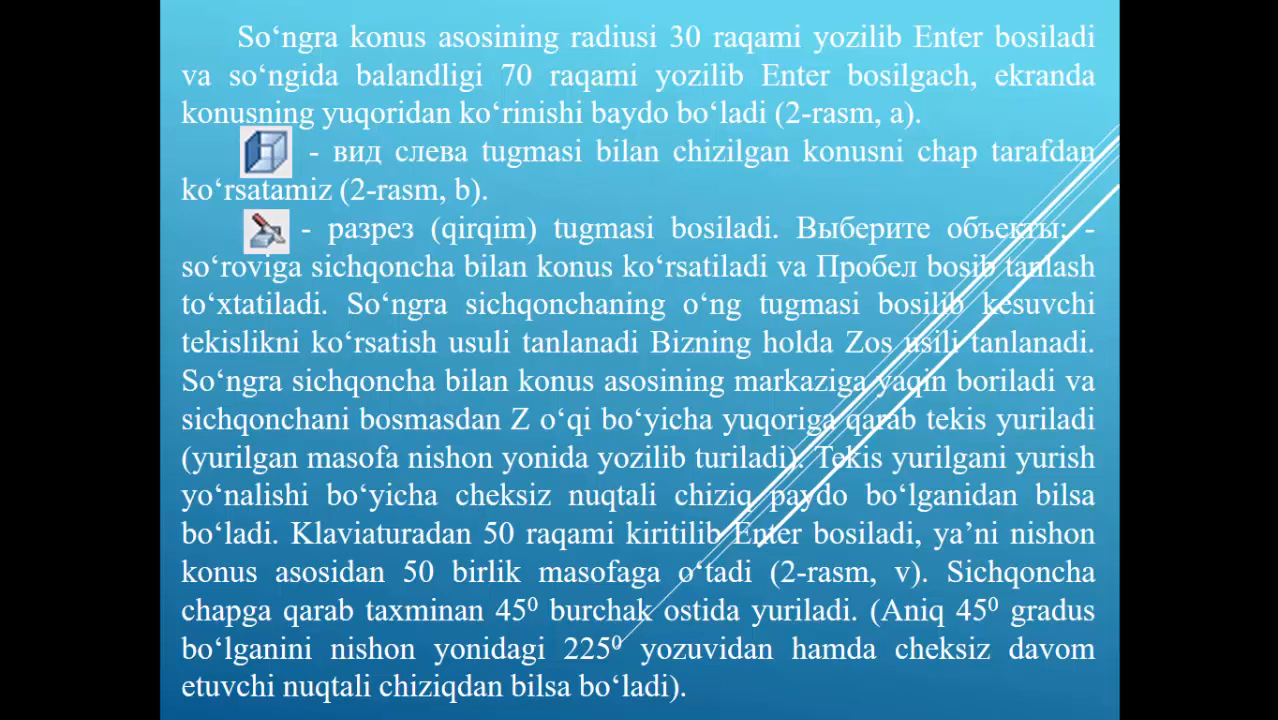 So‘ngra konus asosining radiusi 30 raqami yozilib Enter bosiladi
va so‘ngida balandligi 70 raqami yozilib Enter bosilgach, ekranda
konusning yuqoridan ko‘rinishi baydo bo‘ladi (2-rasm, a).
- вид слева tugmasi bilan chizilgan konusni chap tarafdan
ko‘rsatamiz (2-rasm, b).
- разрез (qirqim) tugmasi bosiladi. Выберите объекты: -
so‘roviga sichqoncha bilan konus ko‘rsatiladi va Пробел bosib tanlash
to‘xtatiladi. So‘ngra sichqonchaning o‘ng tugmasi bosilib kesuvchi
tekislikni ko‘rsatish usuli tanlanadi Bizning holda Zos usili tanlanadi.
So‘ngra sichqoncha bilan konus asosining markaziga yaqin boriladi va
sichqonchani bosmasdan Z o‘qi bo‘yicha yuqoriga qarab tekis yuriladi
(yurilgan masofa nishon yonida yozilib turiladi). Tekis yurilgani yurish
yo‘nalishi bo‘yicha cheksiz nuqtali chiziq paydo bo‘lganidan bilsa
bo‘ladi. Klaviaturadan 50 raqami kiritilib Enter bosiladi, ya’ni nishon
konus asosidan 50 birlik masofaga o‘tadi (2-rasm, v). Sichqoncha
chapga qarab taxminan 45⁰ burchak ostida yuriladi. (Aniq 45⁰ gradus
bo‘lganini nishon yonidagi 225⁰ yozuvidan hamda cheksiz davom
etuvchi nuqtali chiziqdan bilsa bo‘ladi).